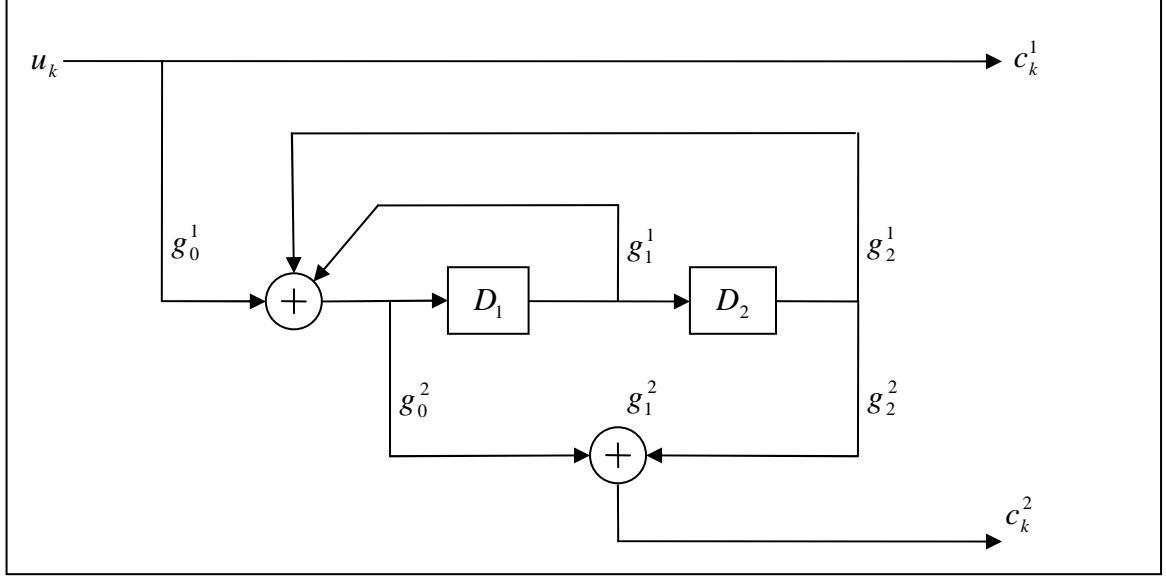 u_k
c_k^1
g_0^1
g_1^1
g_2^1
+
D_1
D_2
g_0^2
g_1^2
g_2^2
+
c_k^2